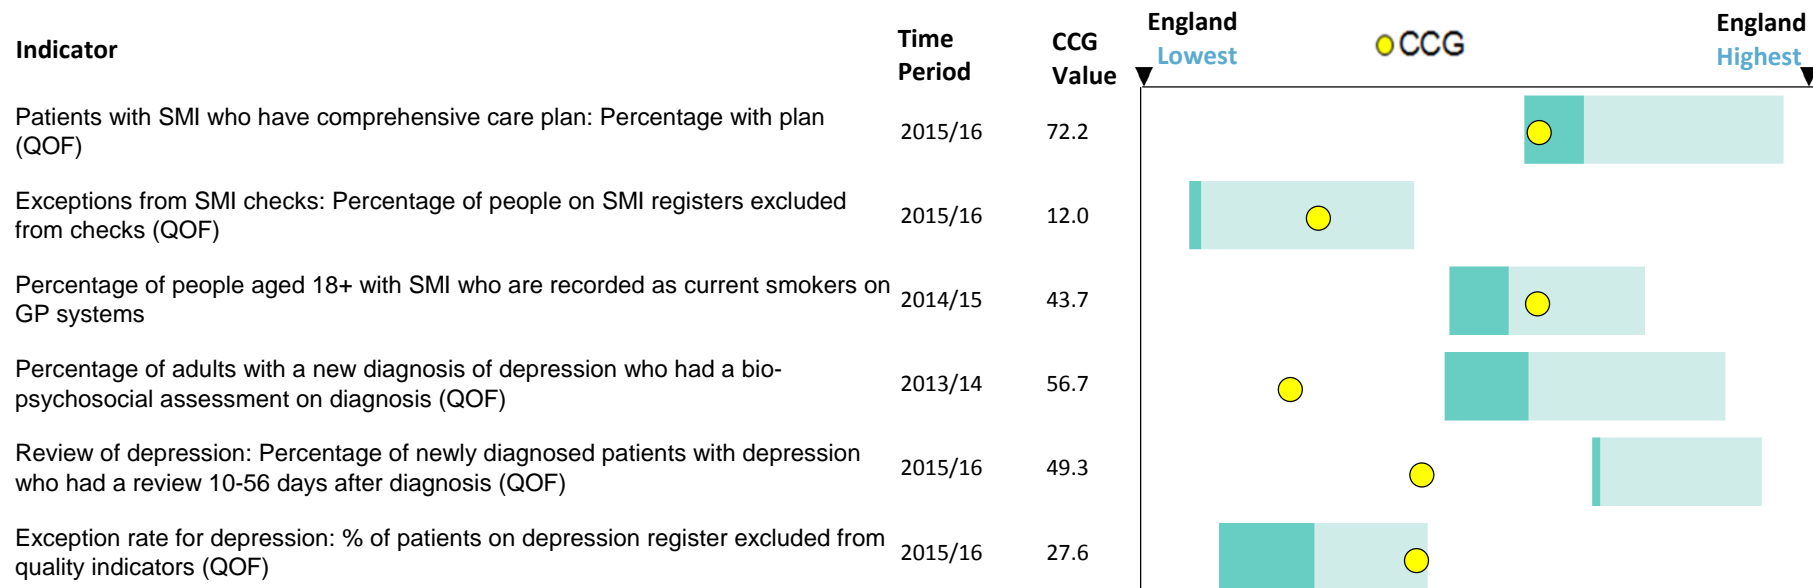 Indicator
Time
Period
CCG
Value
England
Lowest
CCG
England
Highest
Patients with SMI who have comprehensive care plan: Percentage with plan
(QOF)
2015/16
72.2
Exceptions from SMI checks: Percentage of people on SMI registers excluded
from checks (QOF)
2015/16
12.0
Percentage of people aged 18+ with SMI who are recorded as current smokers on
GP systems
2014/15
43.7
Percentage of adults with a new diagnosis of depression who had a bio-
psychosocial assessment on diagnosis (QOF)
2013/14
56.7
Review of depression: Percentage of newly diagnosed patients with depression
who had a review 10-56 days after diagnosis (QOF)
2015/16
49.3
Exception rate for depression: % of patients on depression register excluded from
quality indicators (QOF)
2015/16
27.6